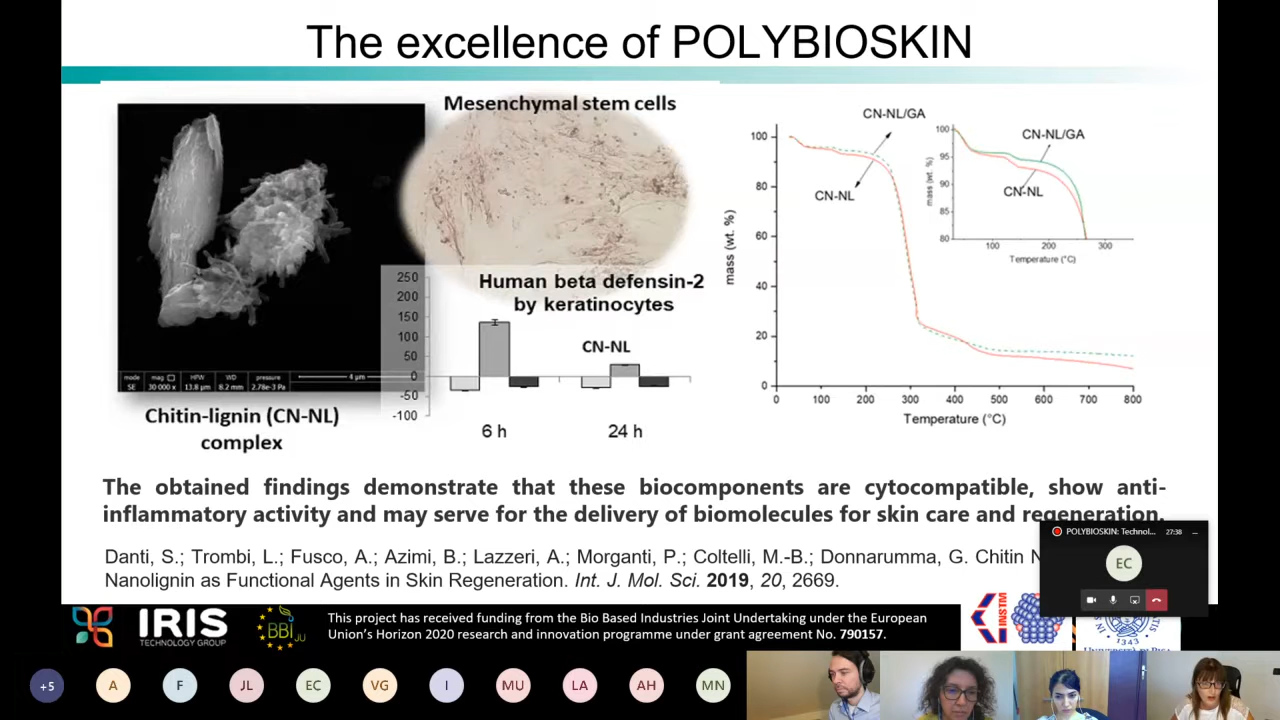 The excellence of POLYBIOSKIN
Mesenchymal stem cells
mode
mag
HFW
WD
pressure
4 µm
SE
30 000 x
13.8 µm
8.2 mm
2.78e-3 Pa
Chitin-lignin (CN-NL)
complex
Human beta defensin-2
by keratinocytes
CN-NL
250
200
150
100
50
0
-50
-100
6 h
24 h
CN-NL/GA
CN-NL
100
80
60
40
20
0
mass (wt. %)
0 100 200 300 400 500 600 700 800
Temperature (°C)
CN-NL/GA
CN-NL
100
95
90
85
80
mass (wt. %)
100 200 300
Temperature (°C)
The obtained findings demonstrate that these biocomponents are cytocompatible, show anti-
inflammatory activity and may serve for the delivery of biomolecules for skin care and regeneration.
Danti, S.; Trombi, L.; Fusco, A.; Azimi, B.; Lazzeri, A.; Morganti, P.; Coltelli, M.-B.; Donnarumma, G. Chitin N
Nanolignin as Functional Agents in Skin Regeneration. Int. J. Mol. Sci. 2019, 20, 2669.
POLYBIOSKIN: Technol...
27:38
EC
IRIS
TECHNOLOGY GROUP
BBI JU
This project has received funding from the Bio Based Industries Joint Undertaking under the European
Union's Horizon 2020 research and innovation programme under grant agreement No. 790157.
INSTM
1343
+5
A
F
JL
EC
VG
I
MU
LA
AH
MN